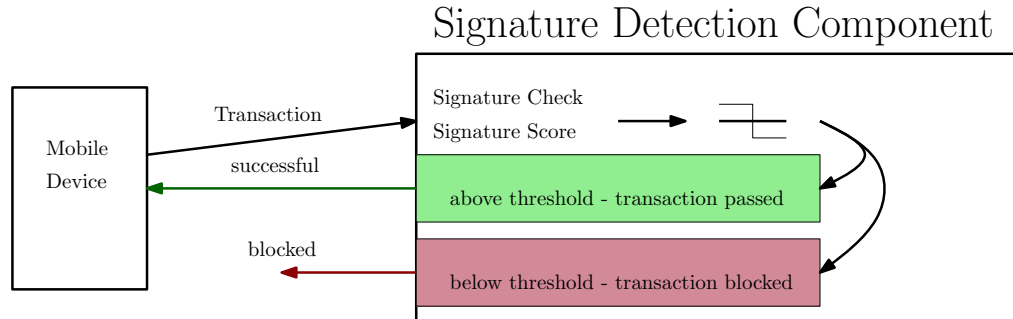 Signature Detection Component
Mobile
Device
Transaction
successful
blocked
Signature Check
Signature Score
above threshold - transaction passed
below threshold - transaction blocked